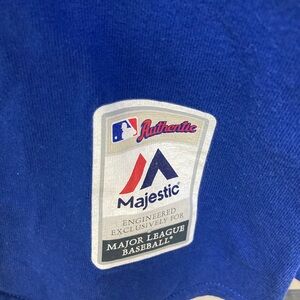 Authentic
Majestic®
ENGINEERED
EXCLUSIVELY FOR
MAJOR LEAGUE
BASEBALL®